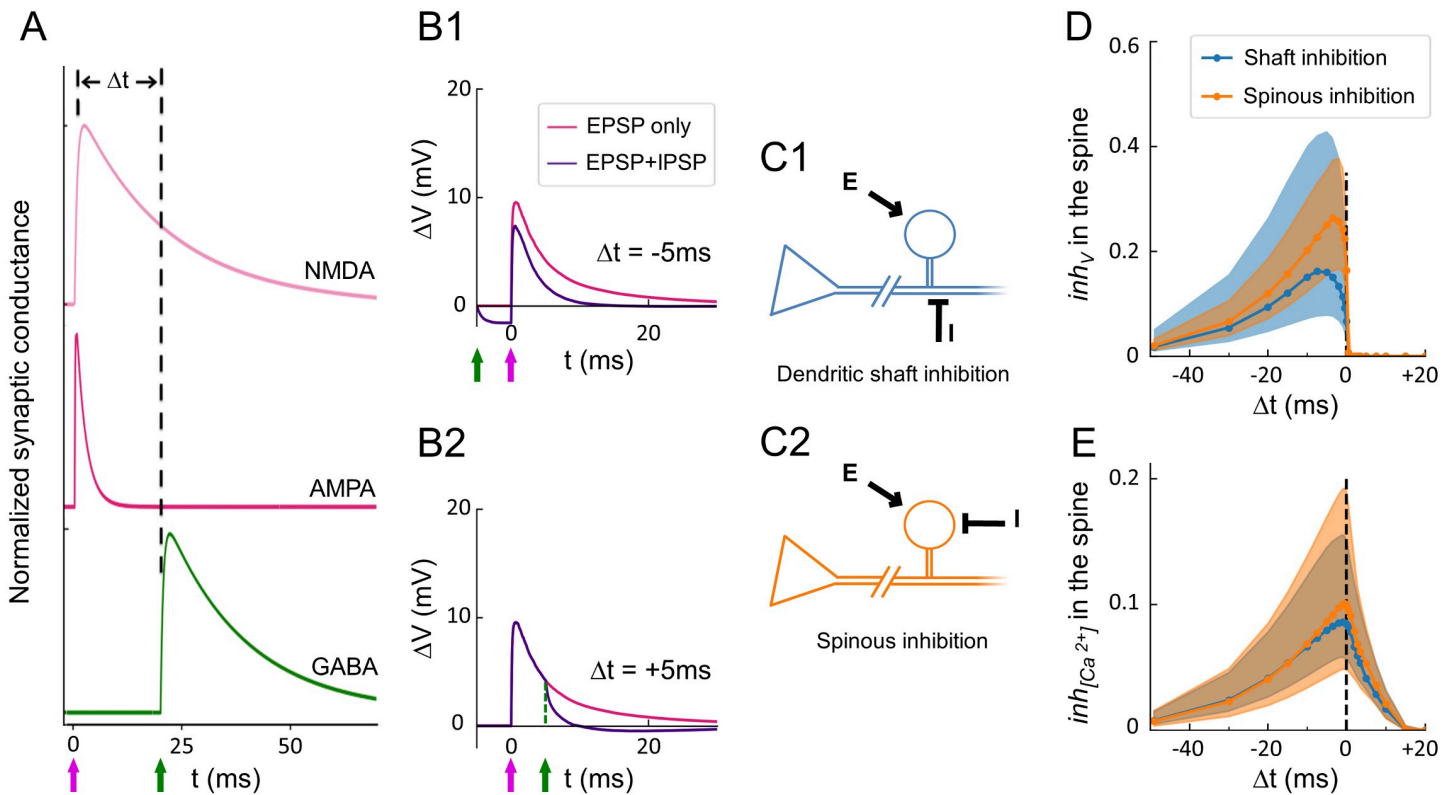 A
Δt
Normalized synaptic conductance
NMDA
AMPA
GABA
0
25
50
t (ms)
B1
20
10
0
ΔV (mV)
EPSP only
EPSP+IPSP
Δt = -5ms
0
20
t (ms)
B2
20
10
0
ΔV (mV)
Δt = +5ms
0
20
t (ms)
C1
E
I
Dendritic shaft inhibition
C2
E
I
Spinous inhibition
D
0.6
0.4
0.2
0
inhV in the spine
Shaft inhibition
Spinous inhibition
-40
-20
0
+20
Δt (ms)
E
0.2
0.1
0
inh[Ca 2+] in the spine
-40
-20
0
+20
Δt (ms)